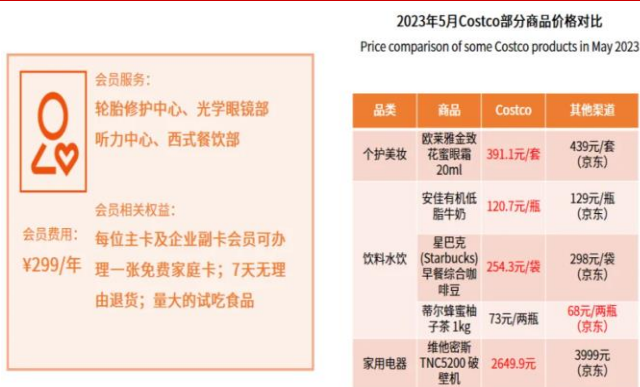 会员服务：
轮胎修护中心、光学眼镜部
听力中心、西式餐饮部
会员相关权益：
会员费用：
¥299/年
每位主卡及企业副卡会员可办
理一张免费家庭卡；7天无理
由退货；量大的试吃食品
2023年5月Costco部分商品价格对比
Price comparison of some Costco products in May 2023
品类 商品 Costco 其他渠道
个护美妆
欧莱雅金致
花蜜眼霜
20ml
391.1元/套
439元/套
（京东）
饮料水饮
安佳有机低
脂牛奶
120.7元/瓶
129元/瓶
（京东）
星巴克
(Starbucks)
早餐综合咖
啡豆
254.3元/袋
298元/袋
（京东）
蒂尔蜂蜜柚
子茶 1kg
73元/两瓶
68元/两瓶
（京东）
家用电器
维他密斯
TNC5200 破
壁机
2649.9元
3999元
（京东）